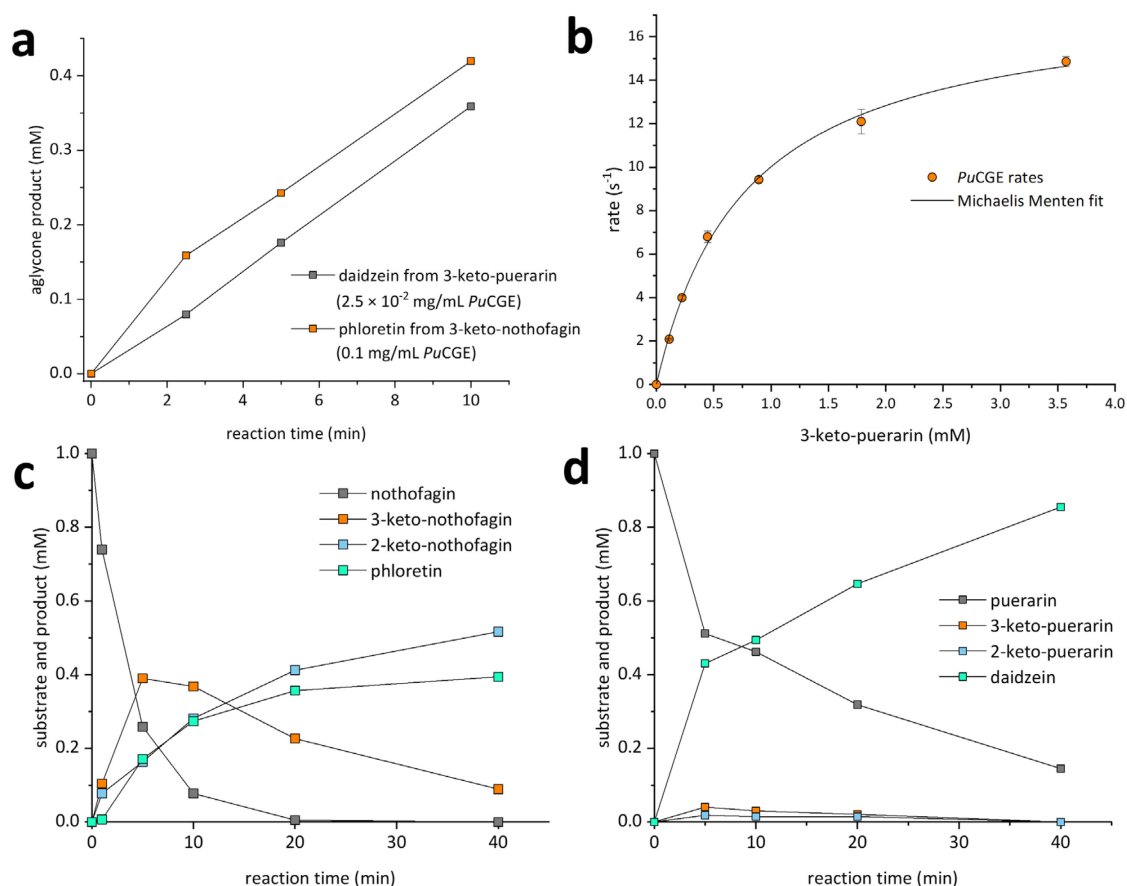 a
aglycone product (mM)
0.4
0.3
0.2
0.1
0.0
0 2 4 6 8 10
reaction time (min)
daidzein from 3-keto-puerarin
(2.5 × 10⁻² mg/mL PuCGE)
phloretin from 3-keto-nothofagin
(0.1 mg/mL PuCGE)
b
rate (s⁻¹)
16
14
12
10
8
6
4
2
0
0.0 0.5 1.0 1.5 2.0 2.5 3.0 3.5 4.0
3-keto-puerarin (mM)
PuCGE rates
Michaelis Menten fit
c
substrate and product (mM)
1.0
0.8
0.6
0.4
0.2
0.0
0 10 20 30 40
reaction time (min)
nothofagin
3-keto-nothofagin
2-keto-nothofagin
phloretin
d
substrate and product (mM)
1.0
0.8
0.6
0.4
0.2
0.0
0 10 20 30 40
reaction time (min)
puerarin
3-keto-puerarin
2-keto-puerarin
daidzein